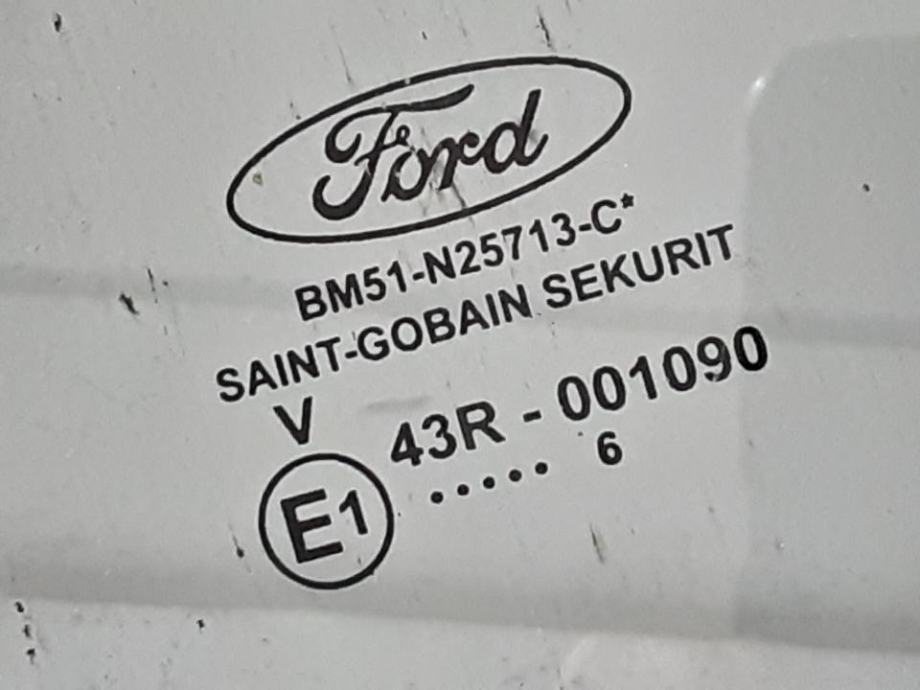 Ford
BM51-N25713-C*
SAINT-GOBAIN SEKURIT
V
43R - 001090
E1
..... 6